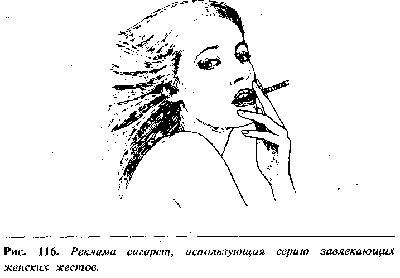 Рис. 116. Реклама сигарет, использующая серию завлекающих
женских жестов.